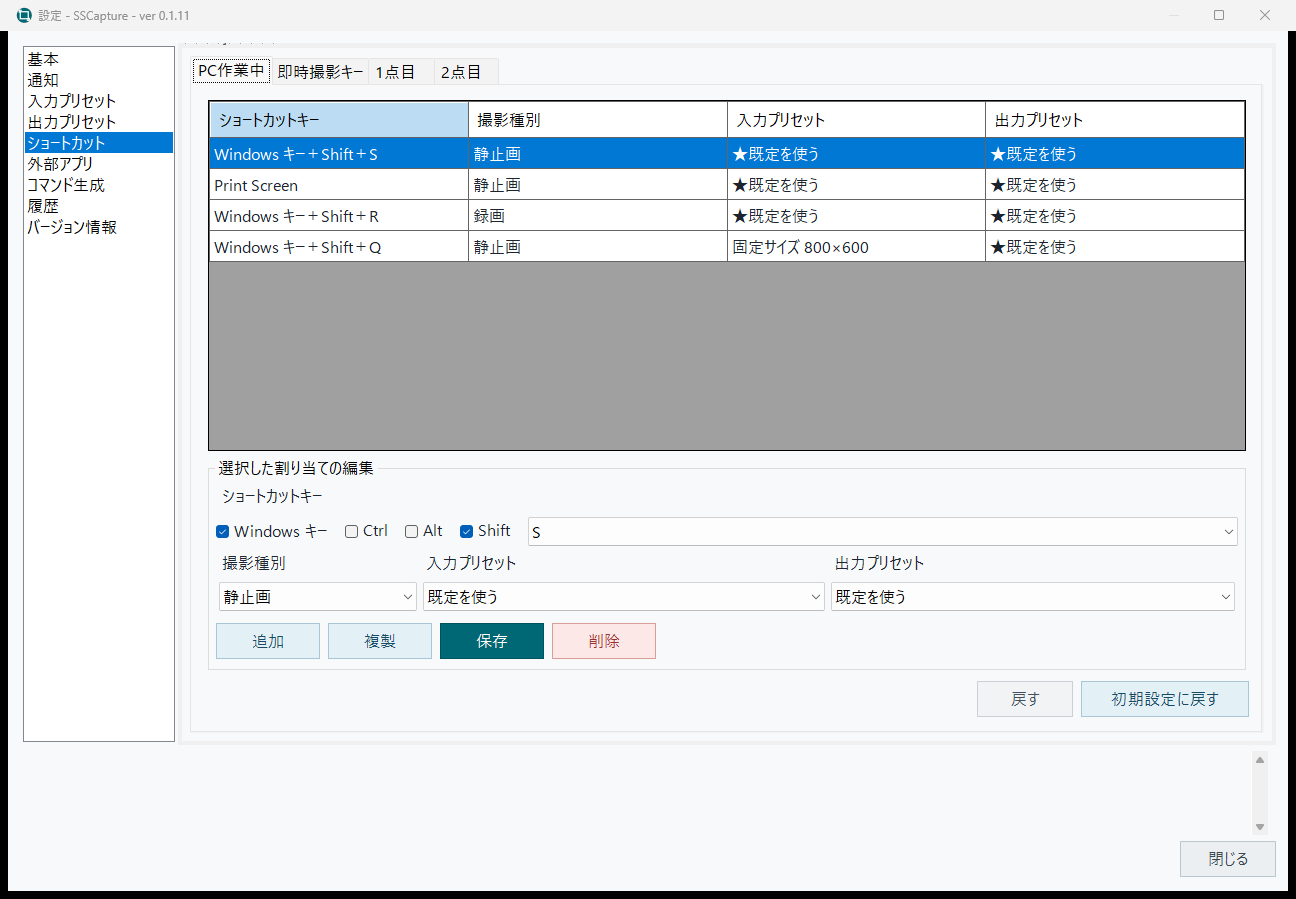 設定 - SSCapture - ver 0.1.11
基本
通知
入力プリセット
出力プリセット
ショートカット
外部アプリ
コマンド生成
履歴
バージョン情報
PC作業中 即時撮影キー 1点目 2点目
ショートカットキー 撮影種別 入力プリセット 出力プリセット
Windows キー＋Shift＋S 静止画 ★既定を使う ★既定を使う
Print Screen 静止画 ★既定を使う ★既定を使う
Windows キー＋Shift＋R 録画 ★既定を使う ★既定を使う
Windows キー＋Shift＋Q 静止画 固定サイズ 800×600 ★既定を使う
選択した割り当ての編集
ショートカットキー
Windows キー Ctrl Alt Shift S
撮影種別 入力プリセット 出力プリセット
静止画 既定を使う 既定を使う
追加 複製 保存 削除
戻す 初期設定に戻す
閉じる